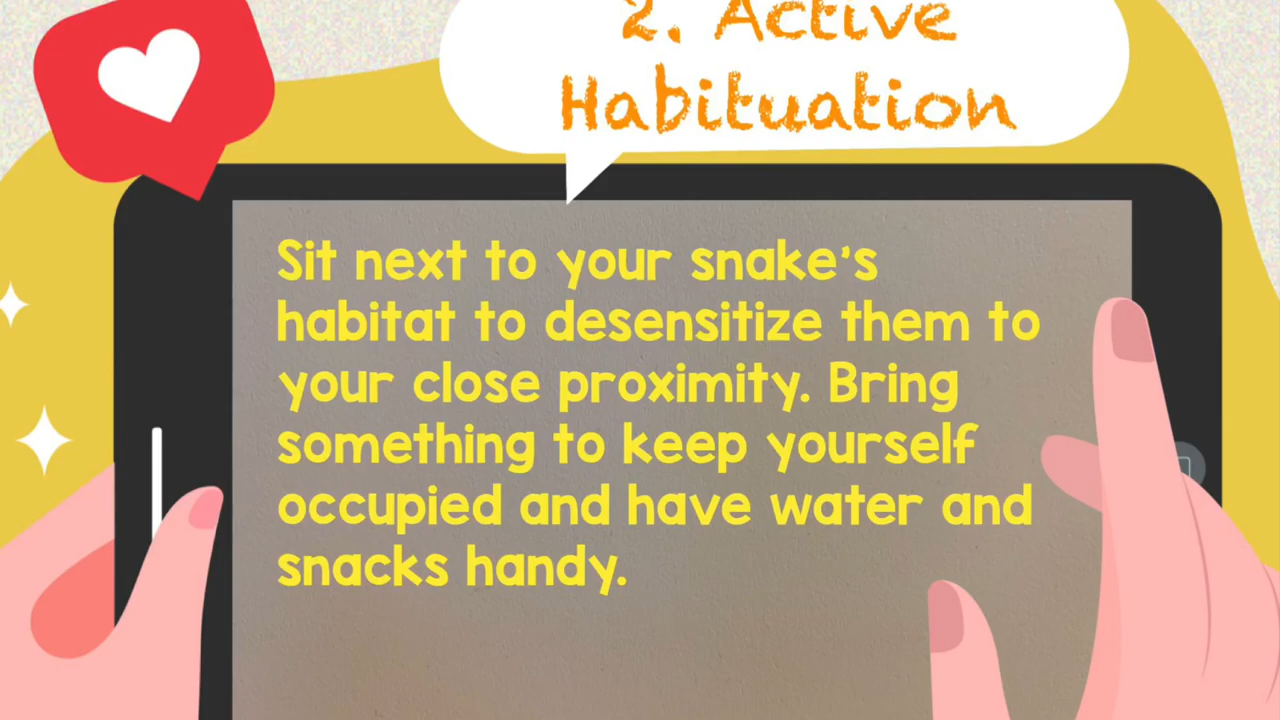 2. Active
Habituation
Sit next to your snake's
habitat to desensitize them to
your close proximity. Bring
something to keep yourself
occupied and have water and
snacks handy.